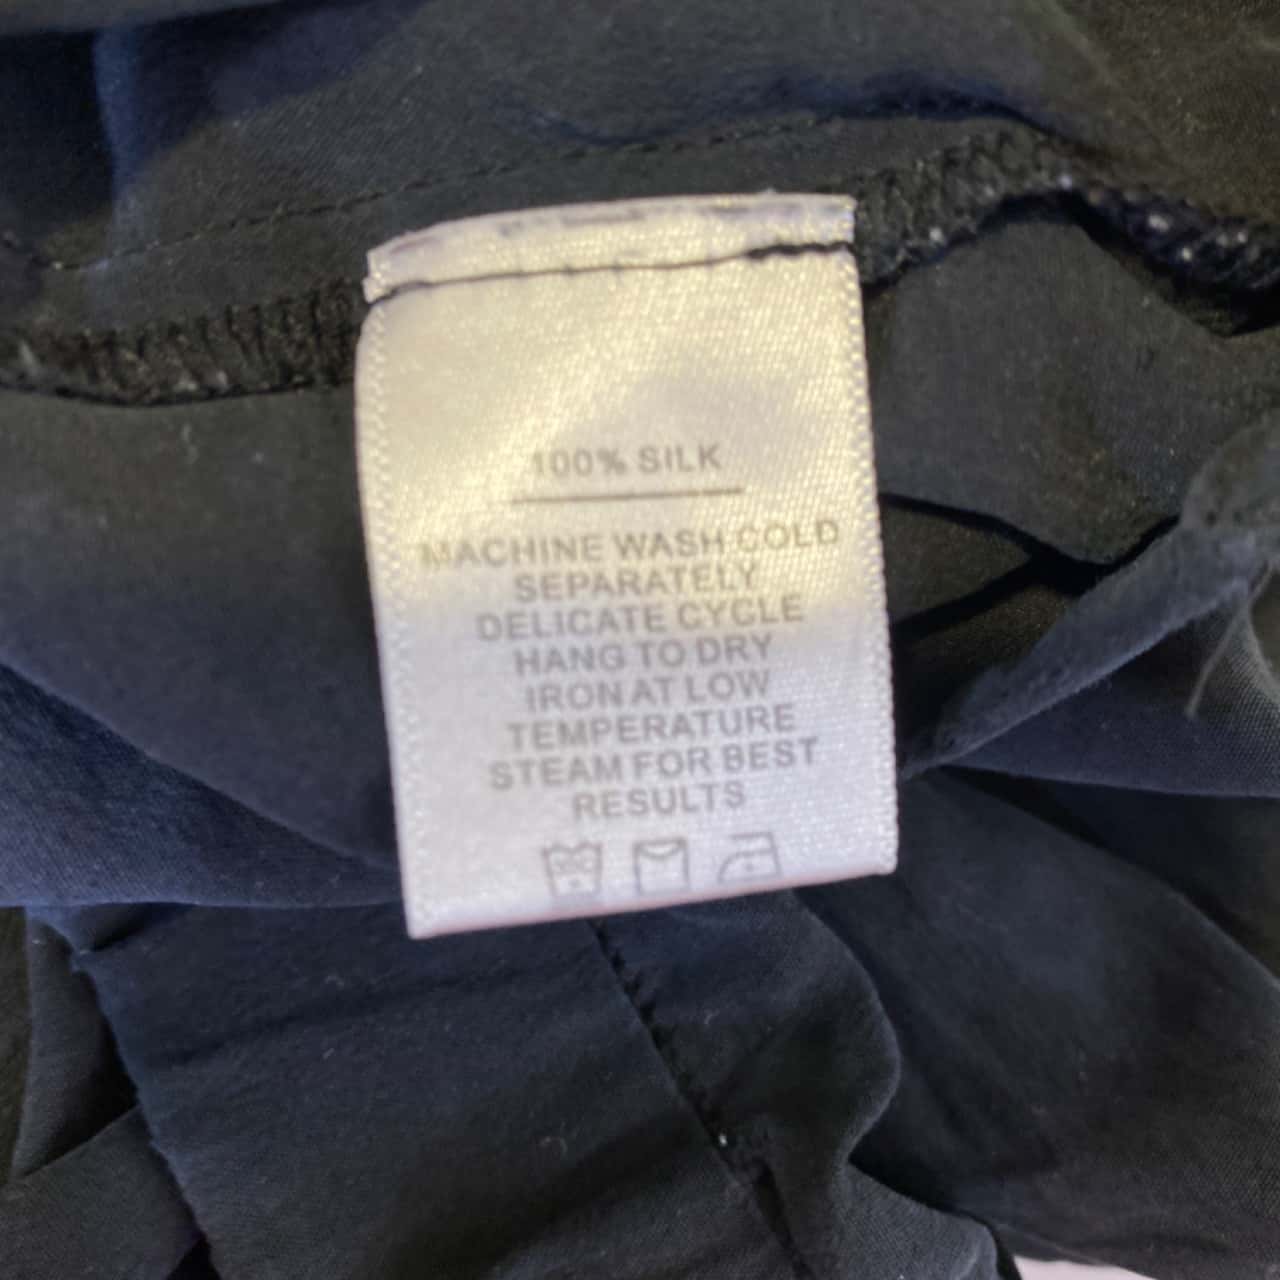 100% SILK
MACHINE WASH COLD
SEPARATELY
DELICATE CYCLE
HANG TO DRY
IRON AT LOW
TEMPERATURE
STEAM FOR BEST
RESULTS